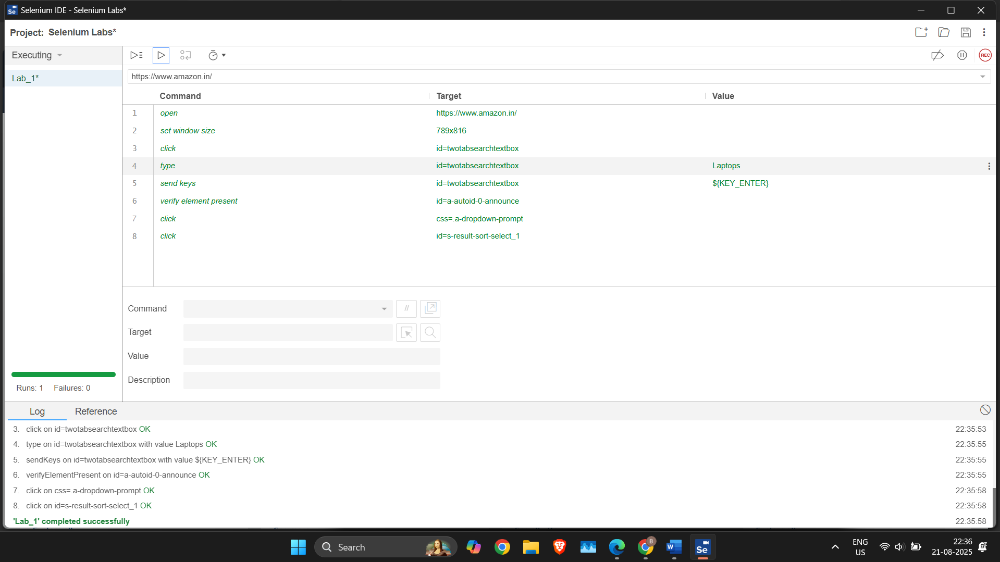 Selenium IDE - Selenium Labs*
Project: Selenium Labs*
Executing
Lab_1*
https://www.amazon.in/
REC
Command Target Value
1 open https://www.amazon.in/
2 set window size 789x816
3 click id=twotabsearchtextbox
4 type id=twotabsearchtextbox Laptops
5 send keys id=twotabsearchtextbox ${KEY_ENTER}
6 verify element present id=a-autoid-0-announce
7 click css=.a-dropdown-prompt
8 click id=s-result-sort-select_1
Command //
Target
Value
Description
Runs: 1 Failures: 0
Log Reference
3. click on id=twotabsearchtextbox OK 22:35:53
4. type on id=twotabsearchtextbox with value Laptops OK 22:35:55
5. sendKeys on id=twotabsearchtextbox with value ${KEY_ENTER} OK 22:35:55
6. verifyElementPresent on id=a-autoid-0-announce OK 22:35:55
7. click on css=.a-dropdown-prompt OK 22:35:58
8. click on id=s-result-sort-select_1 OK 22:35:58
'Lab_1' completed successfully 22:35:58
Search
B
W
Se
ENG
US
22:36
21-08-2025